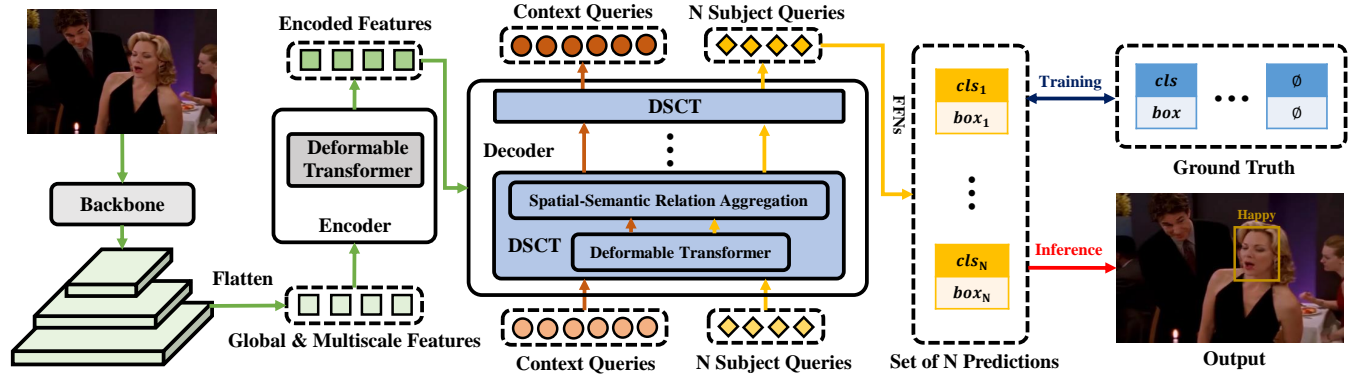 Context Queries
N Subject Queries
Encoded Features
DSCT
Decoder
Spatial-Semantic Relation Aggregation
DSCT
Deformable Transformer
Deformable
Transformer
Encoder
Backbone
Flatten
Global & Multiscale Features
Context Queries
N Subject Queries
FFNs
cls₁
box₁
cls_N
box_N
Set of N Predictions
Training
cls
box
∅
∅
Ground Truth
Inference
Happy
Output